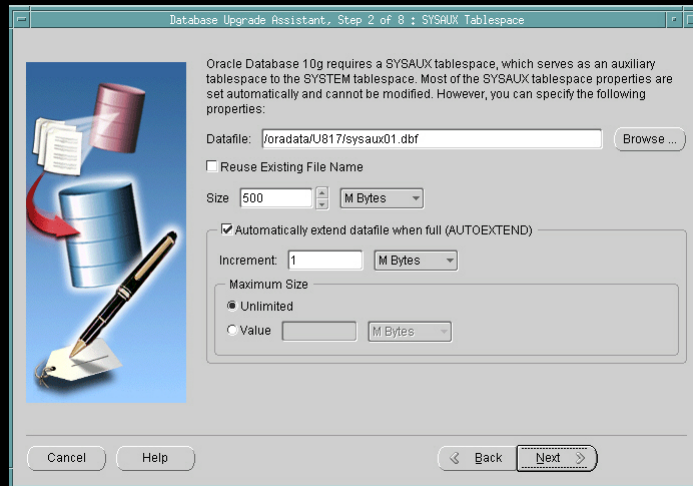 Database Upgrade Assistant, Step 2 of 8 : SYSAUX Tablespace
Oracle Database 10g requires a SYSAUX tablespace, which serves as an auxiliary
tablespace to the SYSTEM tablespace. Most of the SYSAUX tablespace properties are
set automatically and cannot be modified. However, you can specify the following
properties:
Datafile: /oradata/U817/sysaux01.dbf Browse ...
Reuse Existing File Name
Size 500 M Bytes
Automatically extend datafile when full (AUTOEXTEND)
Increment: 1 M Bytes
Maximum Size
Unlimited
Value M Bytes
Cancel Help Back Next